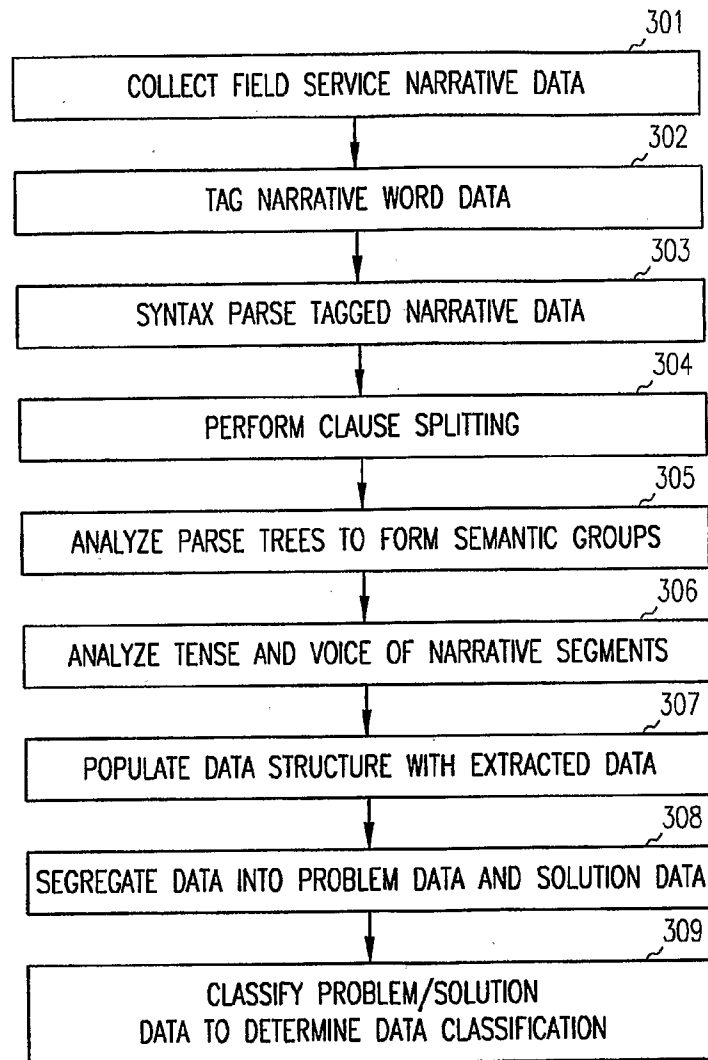 301
COLLECT FIELD SERVICE NARRATIVE DATA
302
TAG NARRATIVE WORD DATA
303
SYNTAX PARSE TAGGED NARRATIVE DATA
304
PERFORM CLAUSE SPLITTING
305
ANALYZE PARSE TREES TO FORM SEMANTIC GROUPS
306
ANALYZE TENSE AND VOICE OF NARRATIVE SEGMENTS
307
POPULATE DATA STRUCTURE WITH EXTRACTED DATA
308
SEGREGATE DATA INTO PROBLEM DATA AND SOLUTION DATA
309
CLASSIFY PROBLEM/SOLUTION
DATA TO DETERMINE DATA CLASSIFICATION